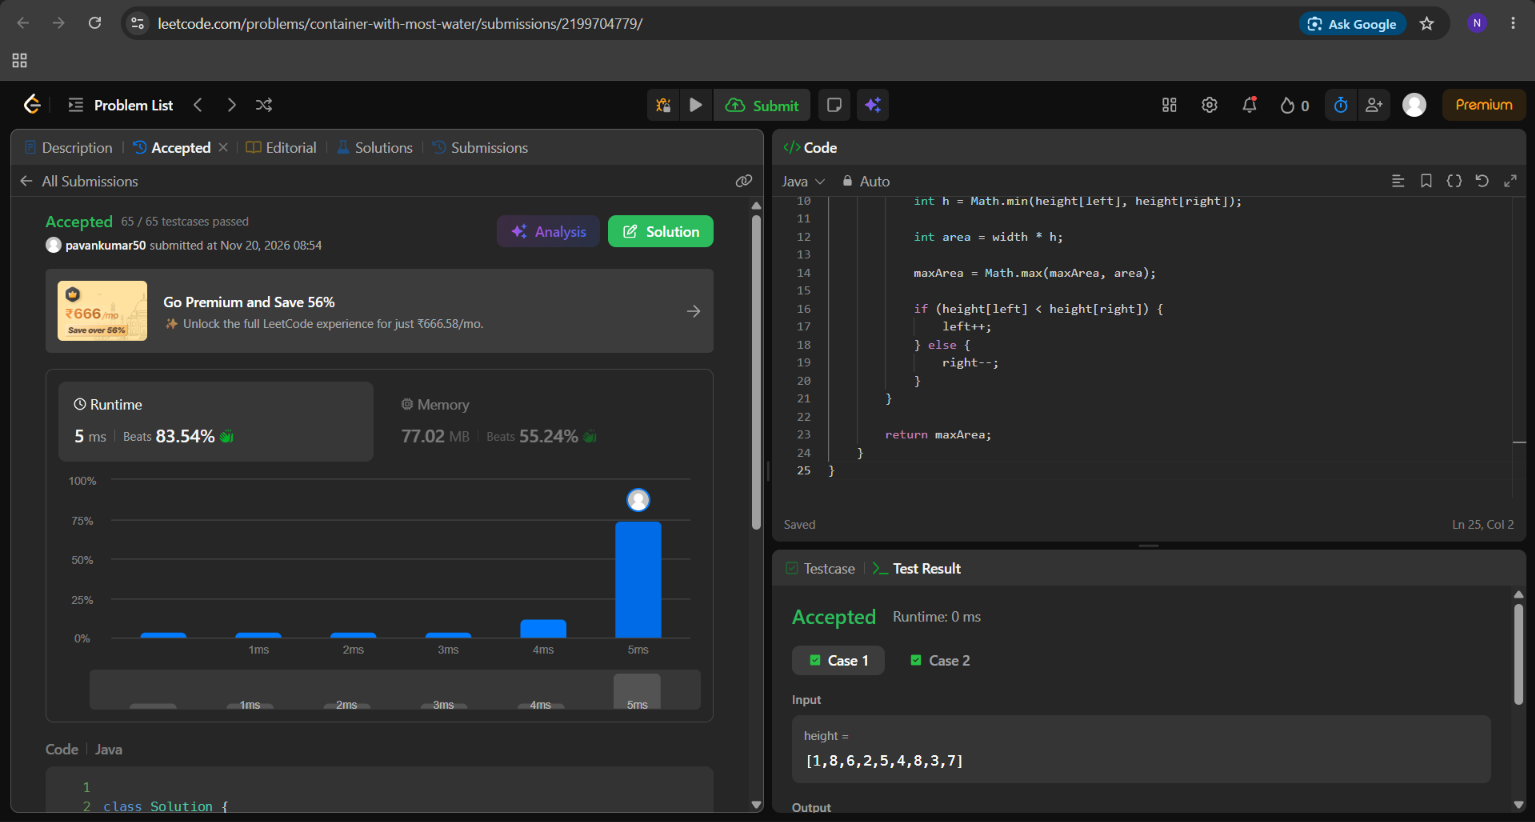 leetcode.com/problems/container-with-most-water/submissions/2199704779/
Ask Google
N
Problem List
Submit
0
Premium
Description
Accepted
Editorial
Solutions
Submissions
All Submissions
Accepted 65 / 65 testcases passed
pavankumar50 submitted at Nov 20, 2026 08:54
Analysis
Solution
₹666 /mo
Save over 56%
Go Premium and Save 56%
✨ Unlock the full LeetCode experience for just ₹666.58/mo.
Runtime
5 ms Beats 83.54%
Memory
77.02 MB Beats 55.24%
100%
75%
50%
25%
0%
1ms 2ms 3ms 4ms 5ms
1ms 2ms 3ms 4ms 5ms
Code Java
1
2 class Solution {
</> Code
Java Auto
10 int h = Math.min(height[left], height[right]);
11
12 int area = width * h;
13
14 maxArea = Math.max(maxArea, area);
15
16 if (height[left] < height[right]) {
17 left++;
18 } else {
19 right--;
20 }
21 }
22
23 return maxArea;
24 }
25 }
Saved Ln 25, Col 2
Testcase
Test Result
Accepted Runtime: 0 ms
Case 1 Case 2
Input
height =
[1,8,6,2,5,4,8,3,7]
Output